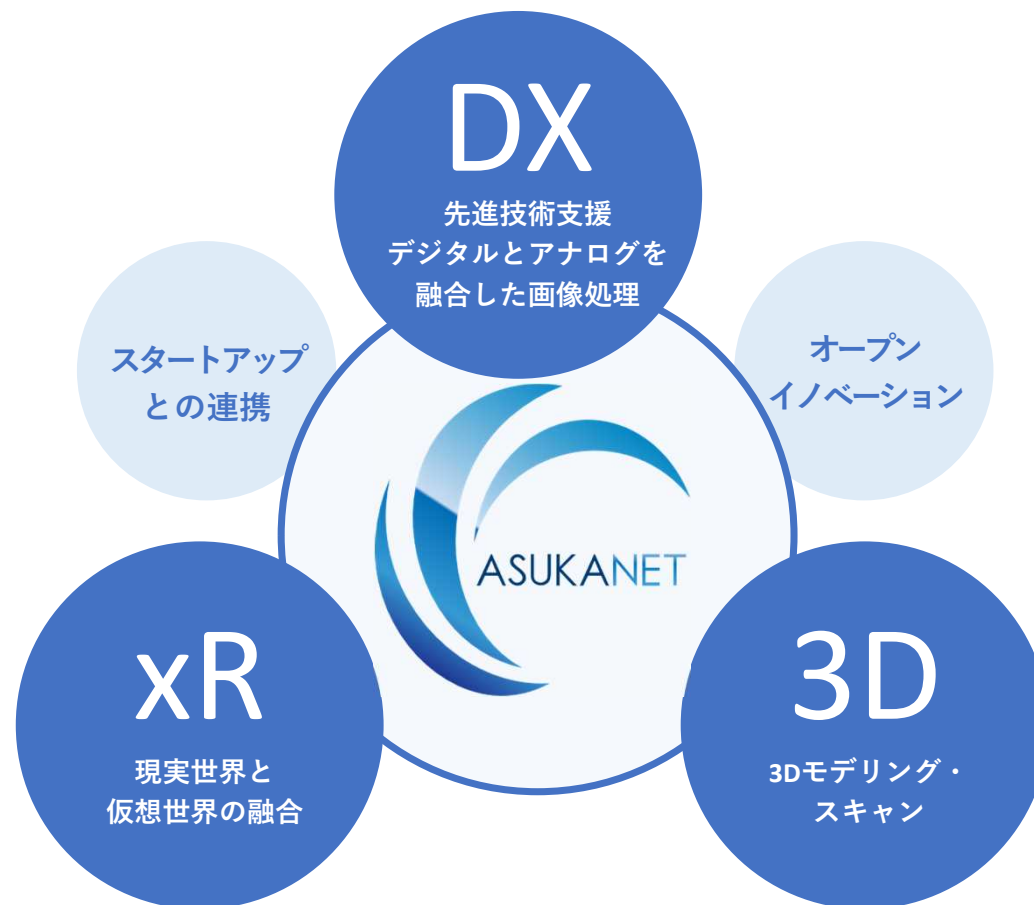 DX
先進技術支援
デジタルとアナログを
融合した画像処理
スタートアップ
との連携
オープン
イノベーション
ASUKANET
xR
現実世界と
仮想世界の融合
3D
3Dモデリング・
スキャン